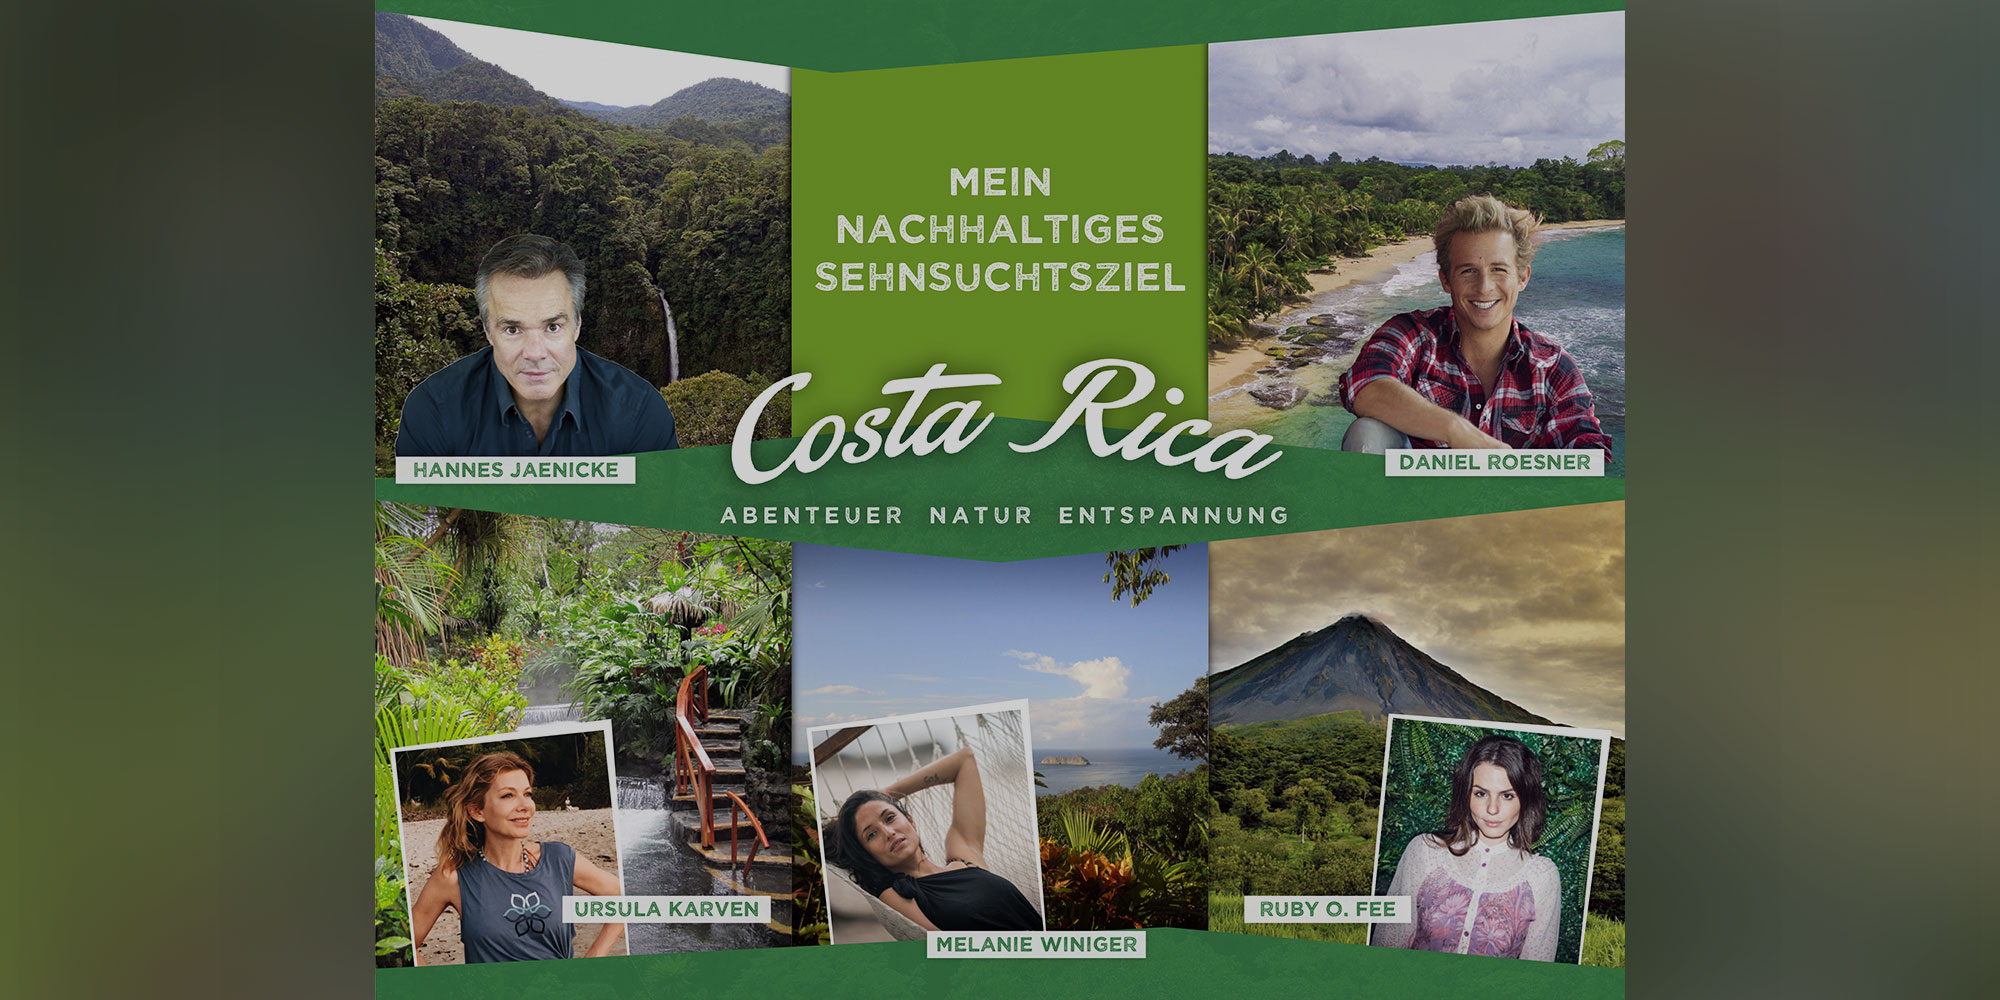 MEIN
NACHHALTIGES
SEHNSUCHTSZIEL
Costa Rica
ABENTEUER NATUR ENTSPANNUNG
HANNES JAENICKE
DANIEL ROESNER
URSULA KARVEN
MELANIE WINIGER
RUBY O. FEE